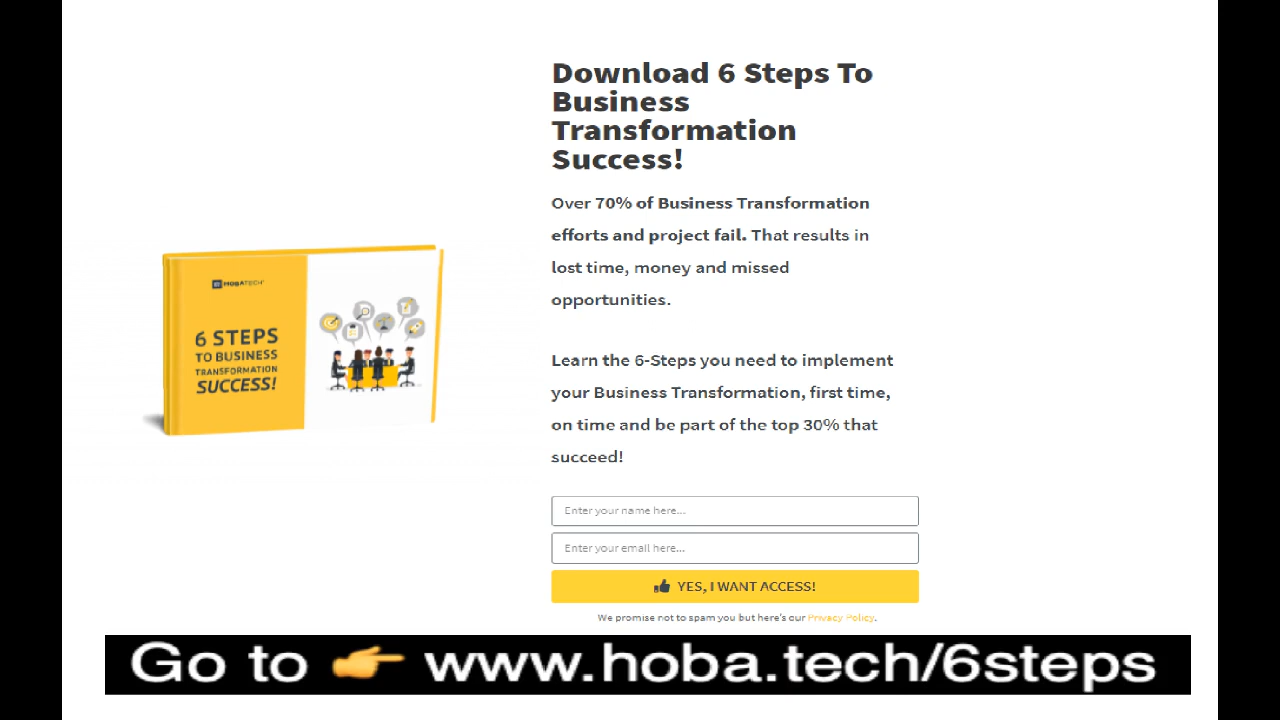 Download 6 Steps To
Business
Transformation
Success!
Over 70% of Business Transformation
efforts and project fail. That results in
lost time, money and missed
opportunities.
Learn the 6-Steps you need to implement
your Business Transformation, first time,
on time and be part of the top 30% that
succeed!
HOBATECH
6 STEPS
TO BUSINESS
TRANSFORMATION
SUCCESS!
Enter your name here...
Enter your email here...
YES, I WANT ACCESS!
We promise not to spam you but here's our Privacy Policy.
Go to 👉 www.hoba.tech/6steps